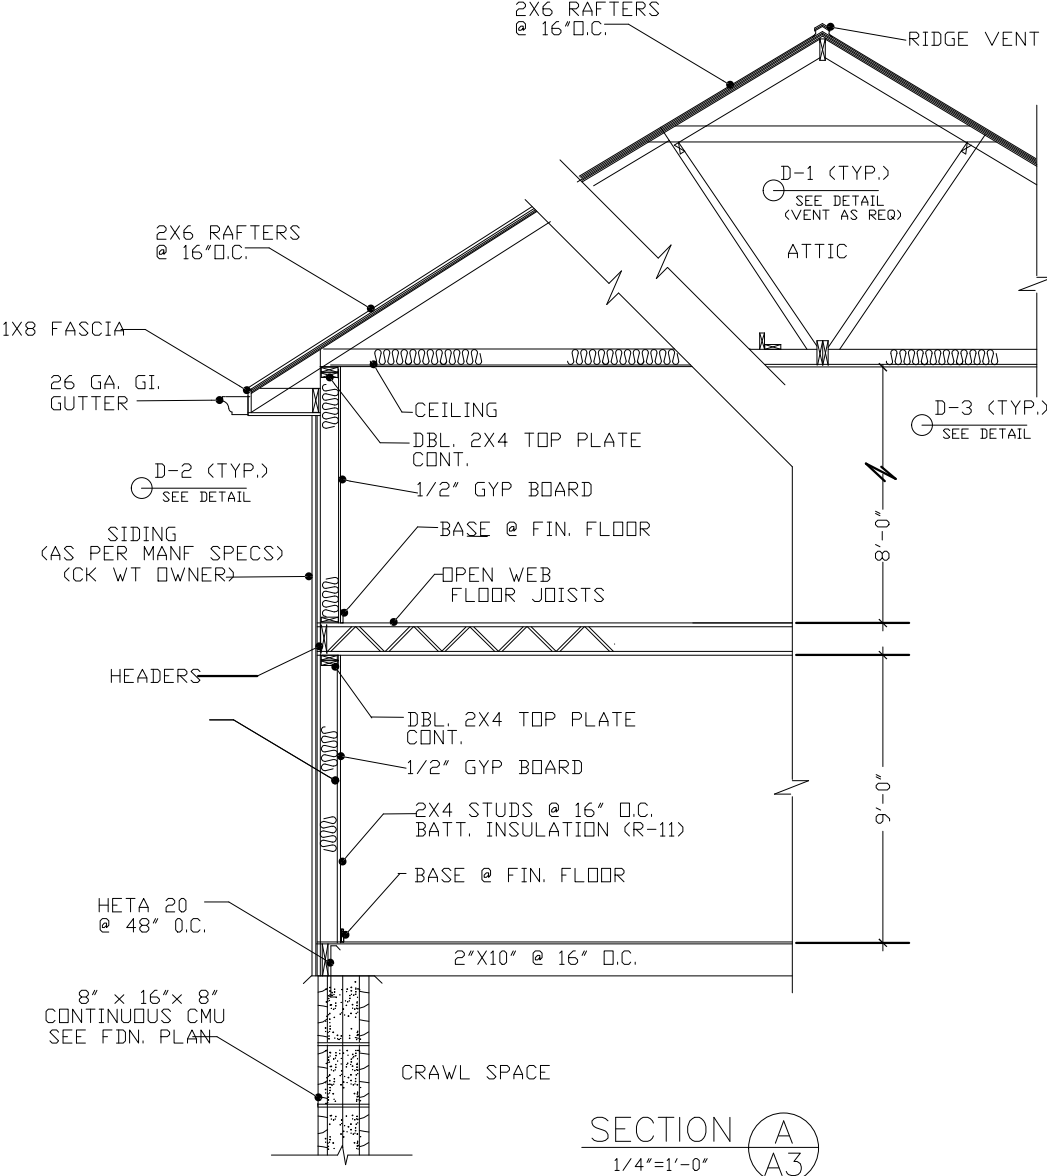 2X6 RAFTERS
@ 16"O.C.
RIDGE VENT
D-1 (TYP.)
SEE DETAIL
(VENT AS REQ)
ATTIC
2X6 RAFTERS
@ 16"O.C.
1X8 FASCIA
26 GA. GI.
GUTTER
CEILING
D-3 (TYP.)
SEE DETAIL
DBL. 2X4 TOP PLATE
CONT.
D-2 (TYP.)
SEE DETAIL
1/2" GYP BOARD
SIDING
(AS PER MANF SPECS)
(CK WT OWNER)
BASE @ FIN. FLOOR
8'-0"
OPEN WEB
FLOOR JOISTS
HEADERS
DBL. 2X4 TOP PLATE
CONT.
1/2" GYP BOARD
9'-0"
2X4 STUDS @ 16" O.C.
BATT. INSULATION (R-11)
BASE @ FIN. FLOOR
HETA 20
@ 48" O.C.
2"X10" @ 16" O.C.
8" x 16"x 8"
CONTINUOUS CMU
SEE FDN. PLAN
CRAWL SPACE
SECTION
1/4"=1'-0"
A
A3